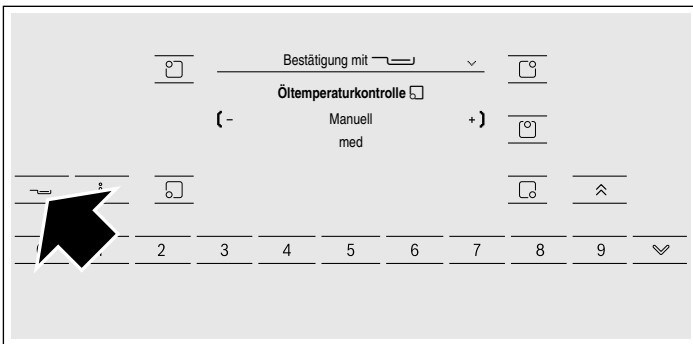 Bestätigung mit
Öltemperaturkontrolle
- Manuell +
med
2 3 4 5 6 7 8 9